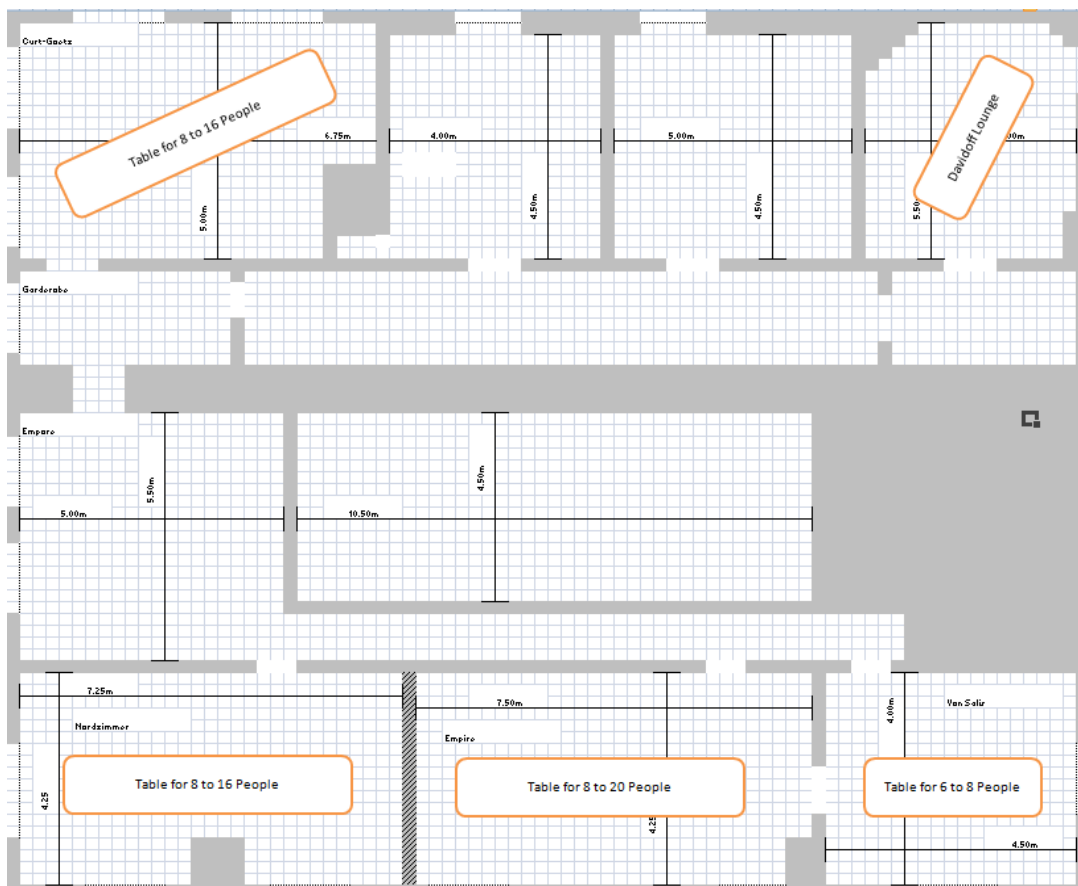 Curt-Goetz
Table for 8 to 16 People
6.75m
5.00m
4.00m
4.50m
5.00m
4.50m
Davidoff Lounge
5.50
Garderobe
Empore
5.50m
5.00m
4.50m
10.50m
7.25m
Nordzimmer
4.25
Table for 8 to 16 People
7.50m
Empire
Table for 8 to 20 People
4.25
4.00m
Von Salis
Table for 6 to 8 People
4.50m